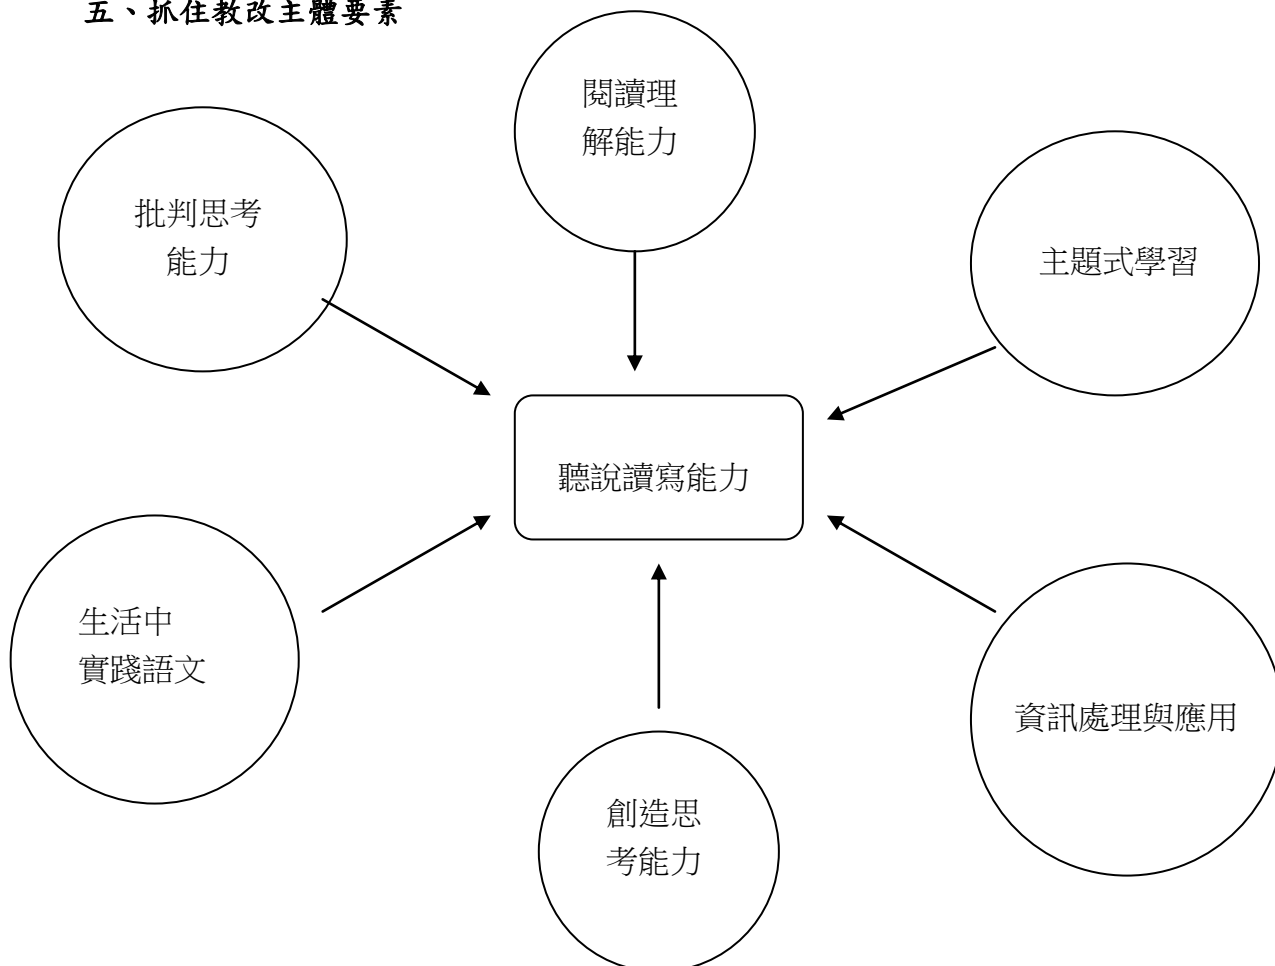 五、抓住教改主體要素
閱讀理
解能力
批判思考
能力
主題式學習
聽說讀寫能力
生活中
實踐語文
資訊處理與應用
創造思
考能力